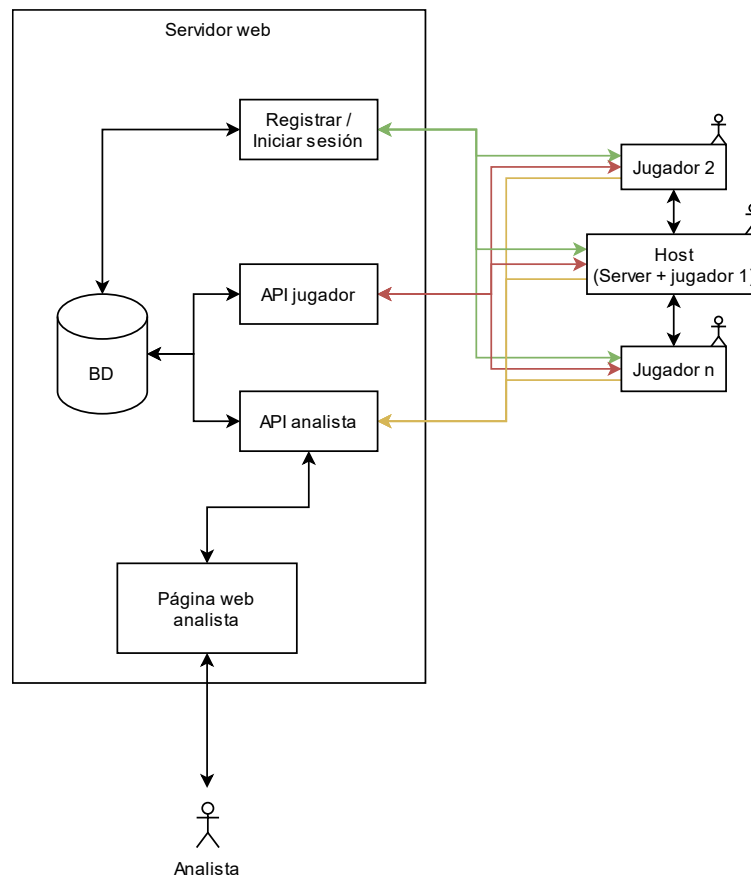 Servidor web
Registrar /
Iniciar sesión
Jugador 2
Host
(Server + jugador 1)
API jugador
BD
Jugador n
API analista
Página web
analista
Analista